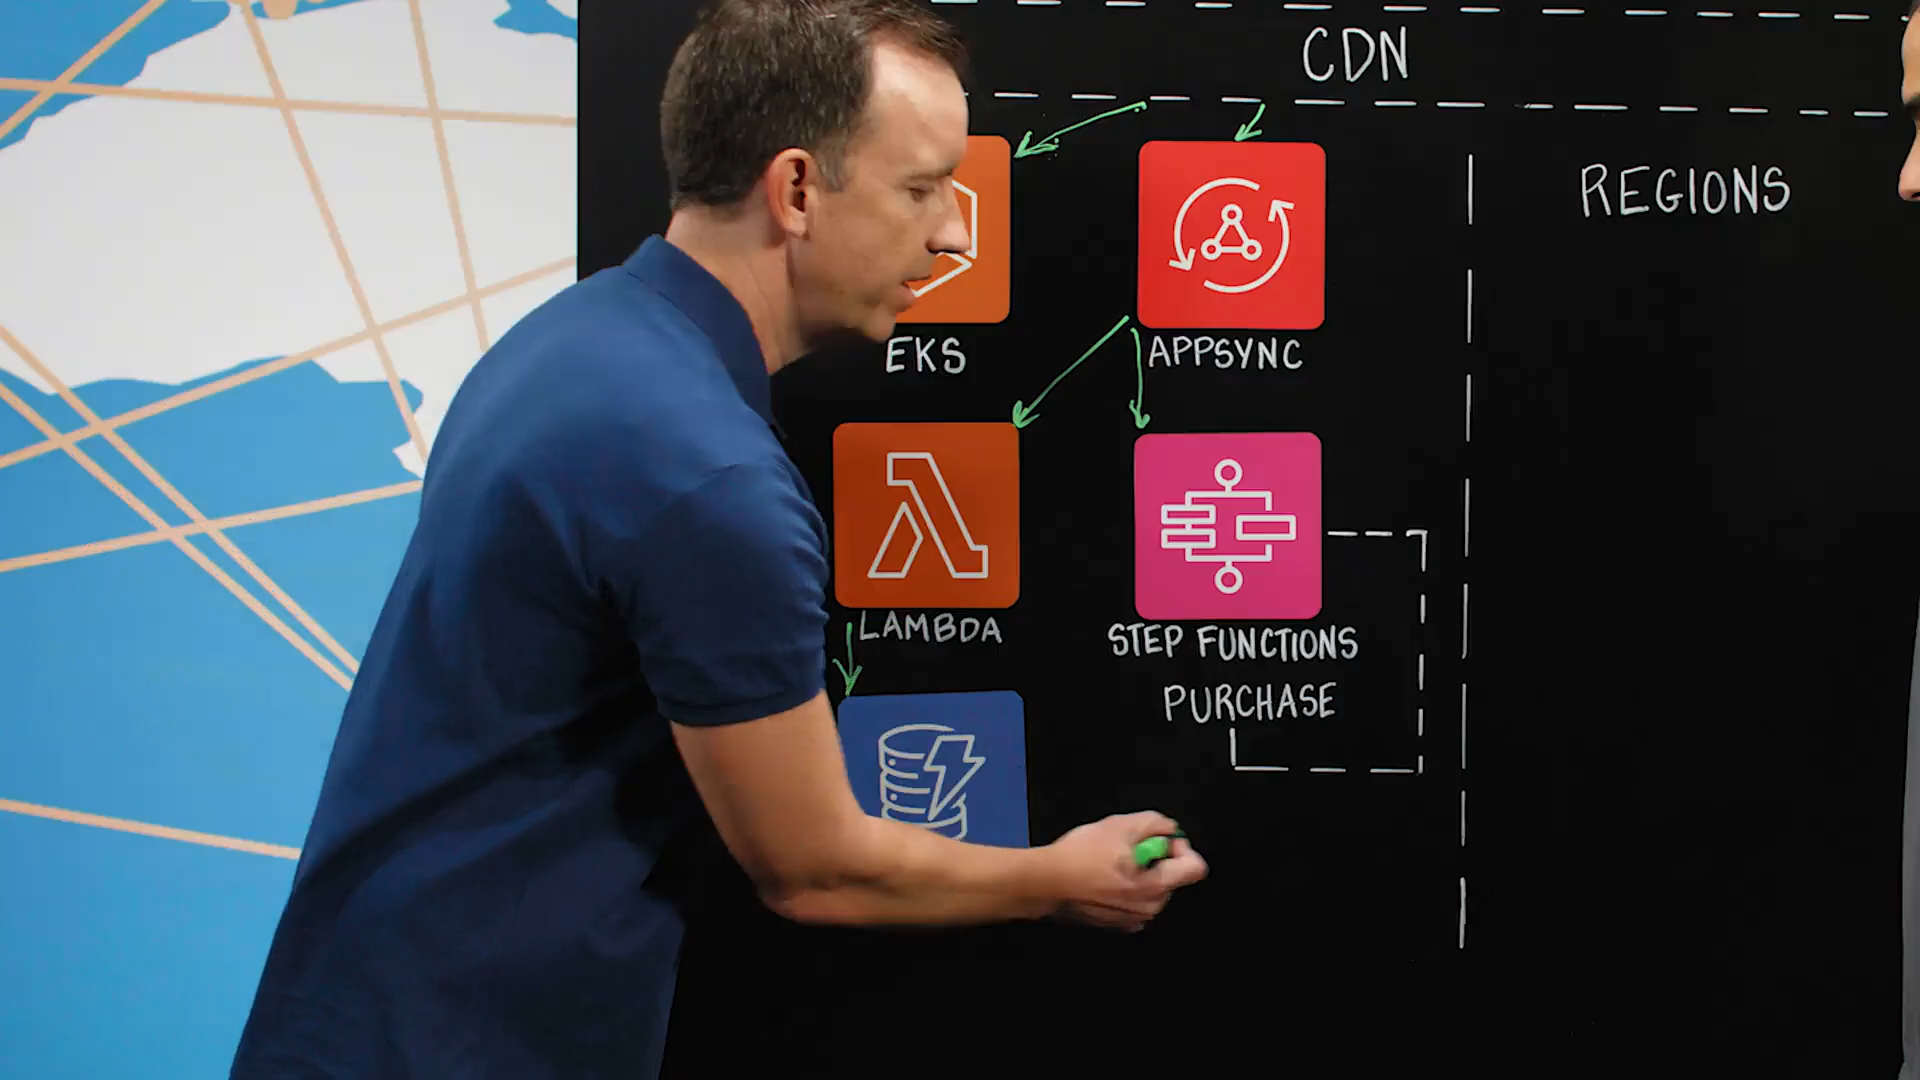 CDN
REGIONS
EKS
APPSYNC
LAMBDA
STEP FUNCTIONS
PURCHASE